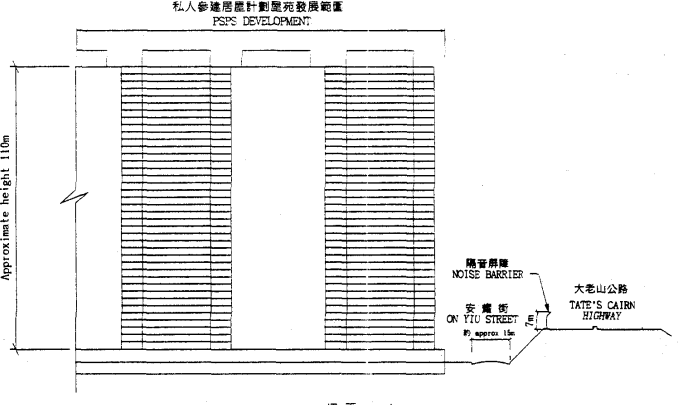 私人參建居屋計劃屋苑發展範圍
PSPS DEVELOPMENT
Approximate height 110m
隔音屏障
NOISE BARRIER
大老山公路
TATE'S CAIRN
HIGHWAY
安耀街
ON YIU STREET
約 approx 15m
7m